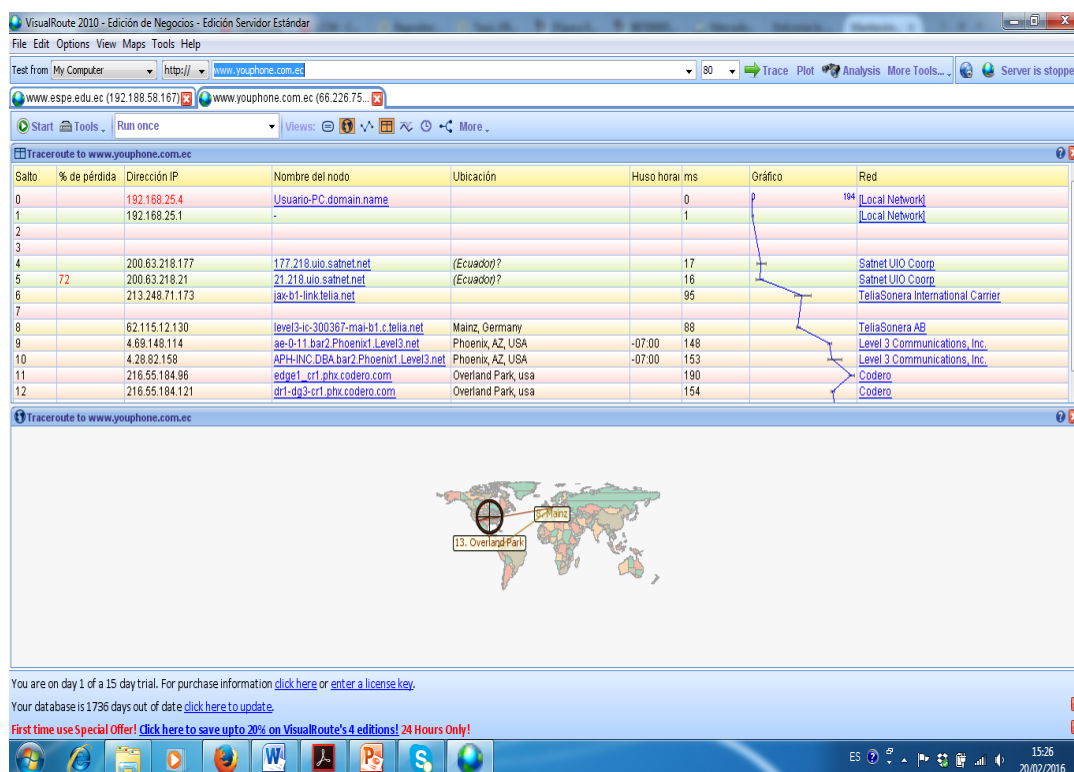 VisualRoute 2010 - Edición de Negocios - Edición Servidor Estándar
File Edit Options View Maps Tools Help
Test from My Computer http:// www.youphone.com.ec 80 Trace Plot Analysis More Tools... Server is stoppe
www.espe.edu.ec (192.188.58.167) www.youphone.com.ec (66.226.75...
Start Tools Run once Views: More
Traceroute to www.youphone.com.ec
Salto % de pérdida Dirección IP Nombre del nodo Ubicación Huso horar ms Gráfico Red
0 192.168.25.4 Usuario-PC.domain.name 0 0 194 [Local Network]
1 192.168.25.1 - 1 [Local Network]
2
3
4 200.63.218.177 177.218.uio.satnet.net (Ecuador)? 17 Satnet UIO Coorp
5 72 200.63.218.21 21.218.uio.satnet.net (Ecuador)? 16 Satnet UIO Coorp
6 213.248.71.173 jax-b1-link.telia.net 95 TeliaSonera International Carrier
7
8 62.115.12.130 level3-ic-300367-mai-b1.c.telia.net Mainz, Germany 88 TeliaSonera AB
9 4.69.148.114 ae-0-11.bar2.Phoenix1.Level3.net Phoenix, AZ, USA -07:00 148 Level 3 Communications, Inc.
10 4.28.82.158 APH-INC.DBA.bar2.Phoenix1.Level3.net Phoenix, AZ, USA -07:00 153 Level 3 Communications, Inc.
11 216.55.184.96 edge1_cr1.phx.codero.com Overland Park, usa 190 Codero
12 216.55.184.121 dr1-dg3-cr1.phx.codero.com Overland Park, usa 154 Codero
Traceroute to www.youphone.com.ec
8. Mainz
13. Overland Park
You are on day 1 of a 15 day trial. For purchase information click here or enter a license key.
Your database is 1736 days out of date click here to update.
First time use Special Offer! Click here to save upto 20% on VisualRoute's 4 editions! 24 Hours Only!
ES 15:26
20/02/2016